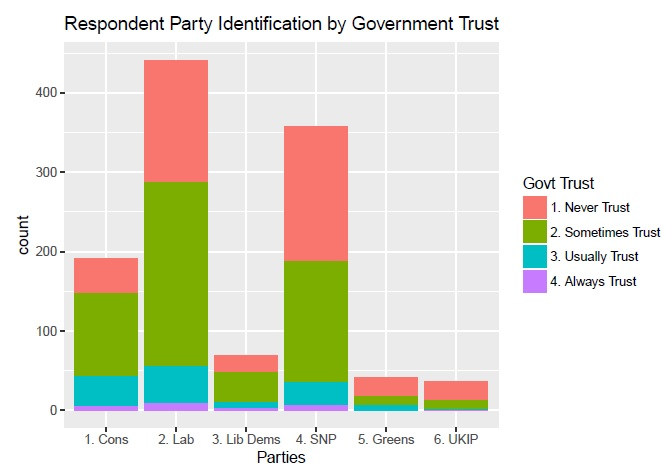 Respondent Party Identification by Government Trust
count
400
300
200
100
0
1. Cons 2. Lab 3. Lib Dems 4. SNP 5. Greens 6. UKIP
Parties
Govt Trust
1. Never Trust
2. Sometimes Trust
3. Usually Trust
4. Always Trust